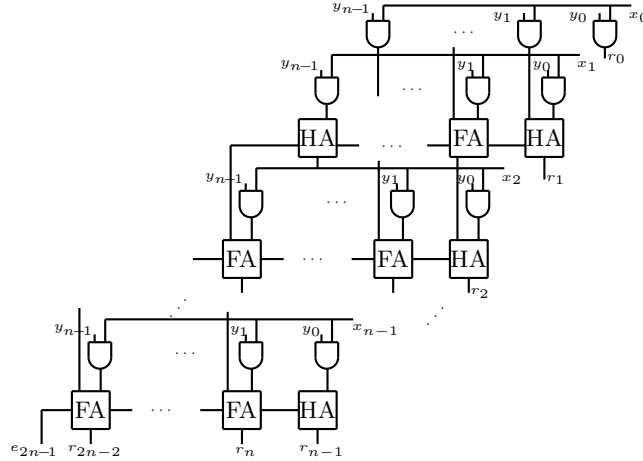 y_{n-1} ... y_1 y_0 x_0
r_0
y_{n-1} ... y_1 y_0 x_1
HA ... FA HA
r_1
y_{n-1} ... y_1 y_0 x_2
FA ... FA HA
r_2
y_{n-1} ... y_1 y_0 x_{n-1}
FA ... FA HA
e_{2n-1} r_{2n-2} r_n r_{n-1}